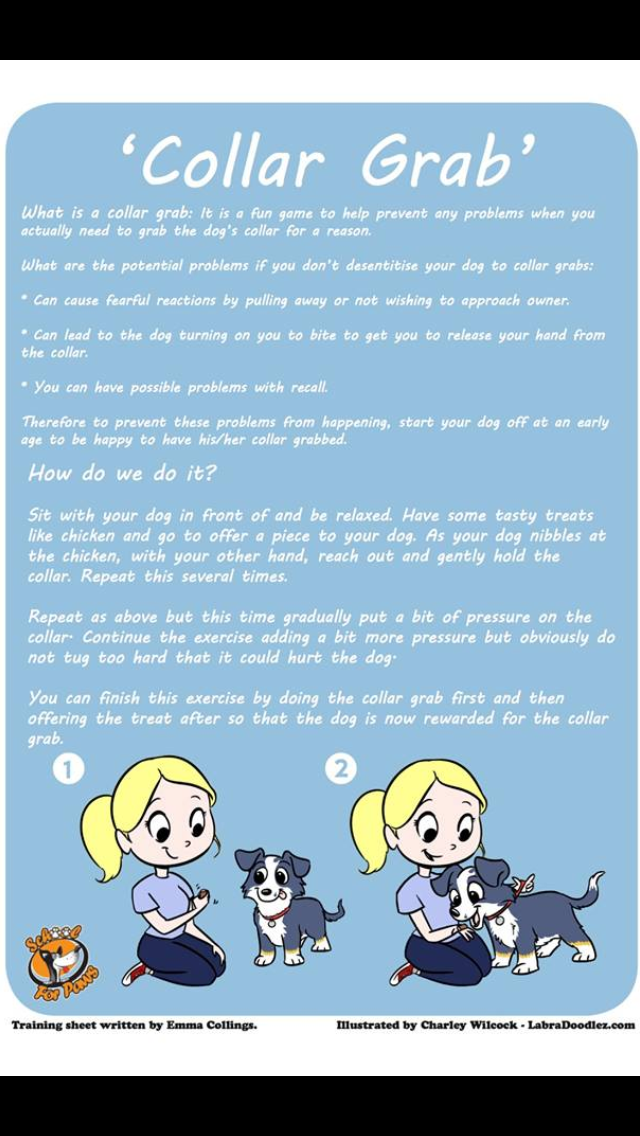 ‘Collar Grab’
What is a collar grab: It is a fun game to help prevent any problems when you
actually need to grab the dog's collar for a reason.
What are the potential problems if you don't desentitise your dog to collar grabs:
* Can cause fearful reactions by pulling away or not wishing to approach owner.
* Can lead to the dog turning on you to bite to get you to release your hand from
the collar.
* You can have possible problems with recall.
Therefore to prevent these problems from happening, start your dog off at an early
age to be happy to have his/her collar grabbed.
How do we do it?
Sit with your dog in front of and be relaxed. Have some tasty treats
like chicken and go to offer a piece to your dog. As your dog nibbles at
the chicken, with your other hand, reach out and gently hold the
collar. Repeat this several times.
Repeat as above but this time gradually put a bit of pressure on the
collar. Continue the exercise adding a bit more pressure but obviously do
not tug too hard that it could hurt the dog.
You can finish this exercise by doing the collar grab first and then
offering the treat after so that the dog is now rewarded for the collar
grab.
1
2
School
For Paws
Training sheet written by Emma Collings.
Illustrated by Charley Wilcock - LabraDoodlez.com